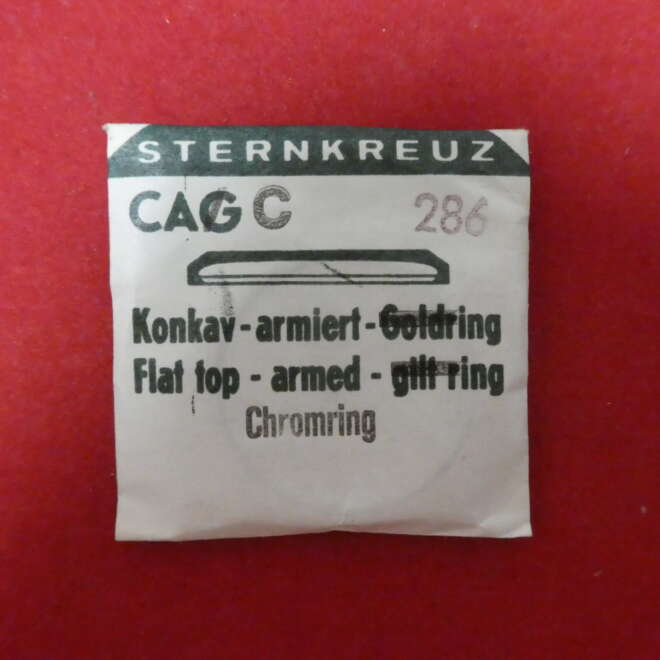 STERNKREUZ
CAG C 286
Konkav-armiert-Goldring
Flat top - armed - gilt ring
Chromring